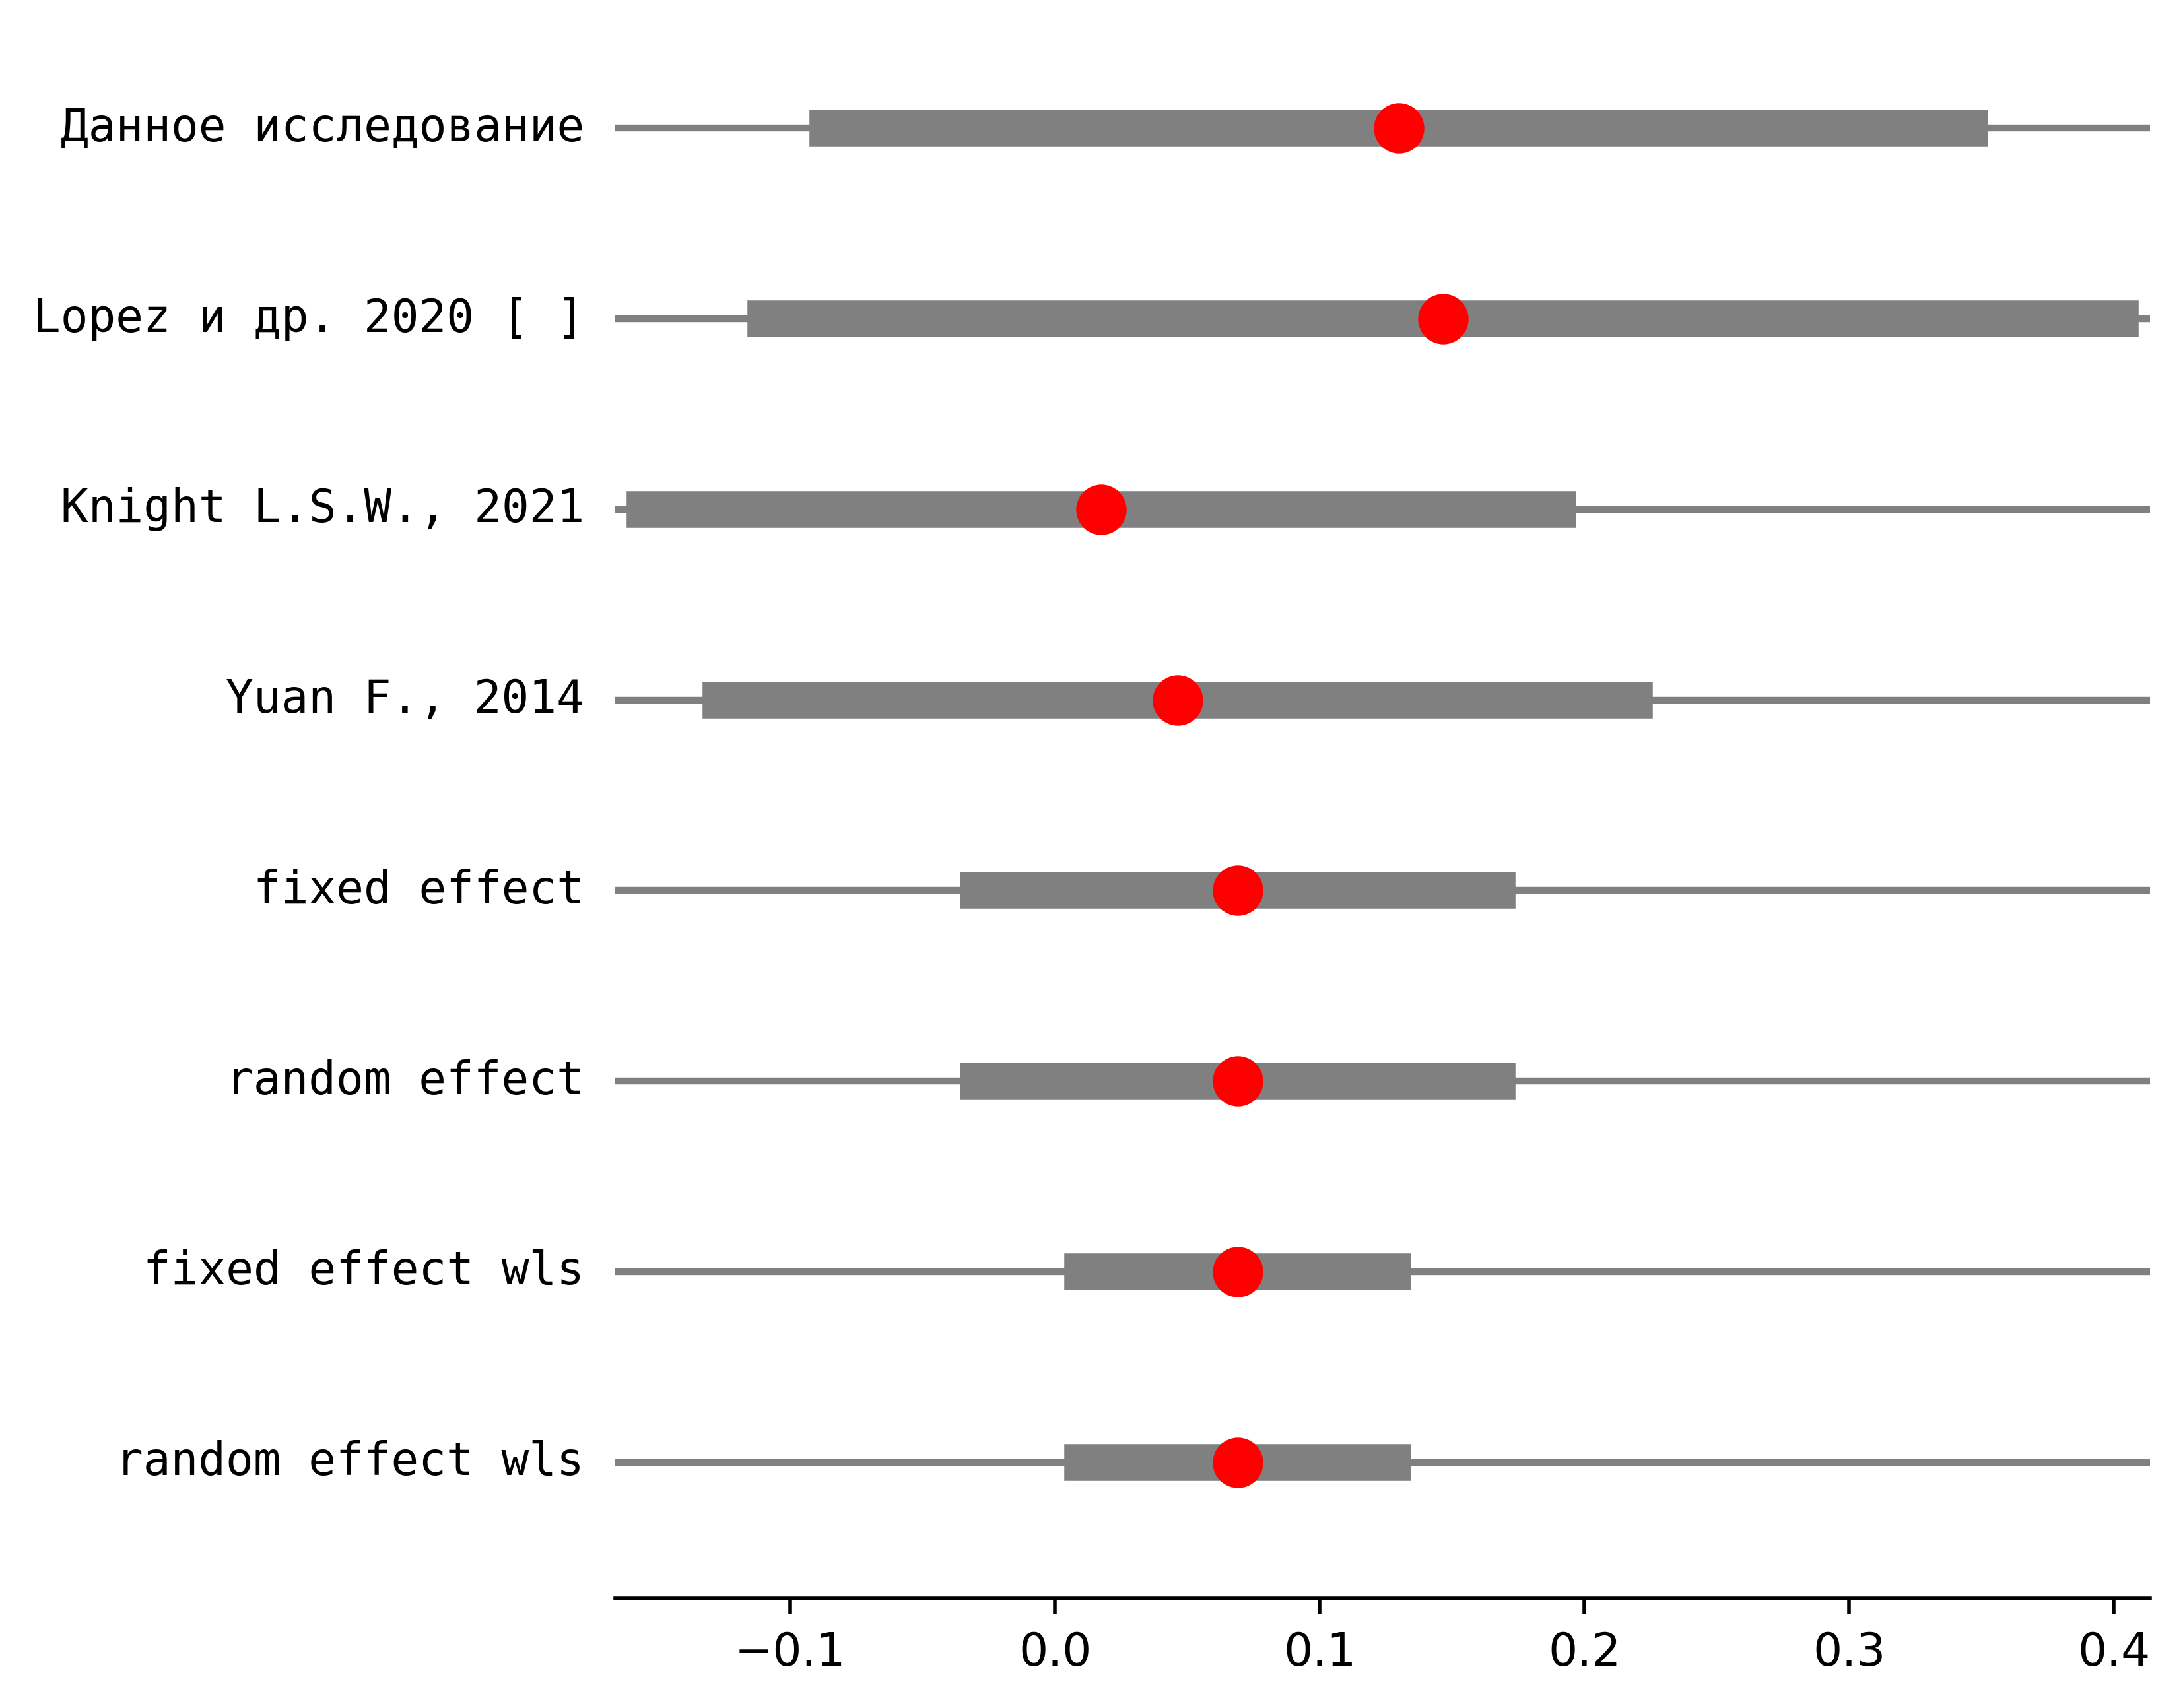 Данное исследование
Lopez и др. 2020 [ ]
Knight L.S.W., 2021
Yuan F., 2014
fixed effect
random effect
fixed effect wls
random effect wls
−0.1 0.0 0.1 0.2 0.3 0.4